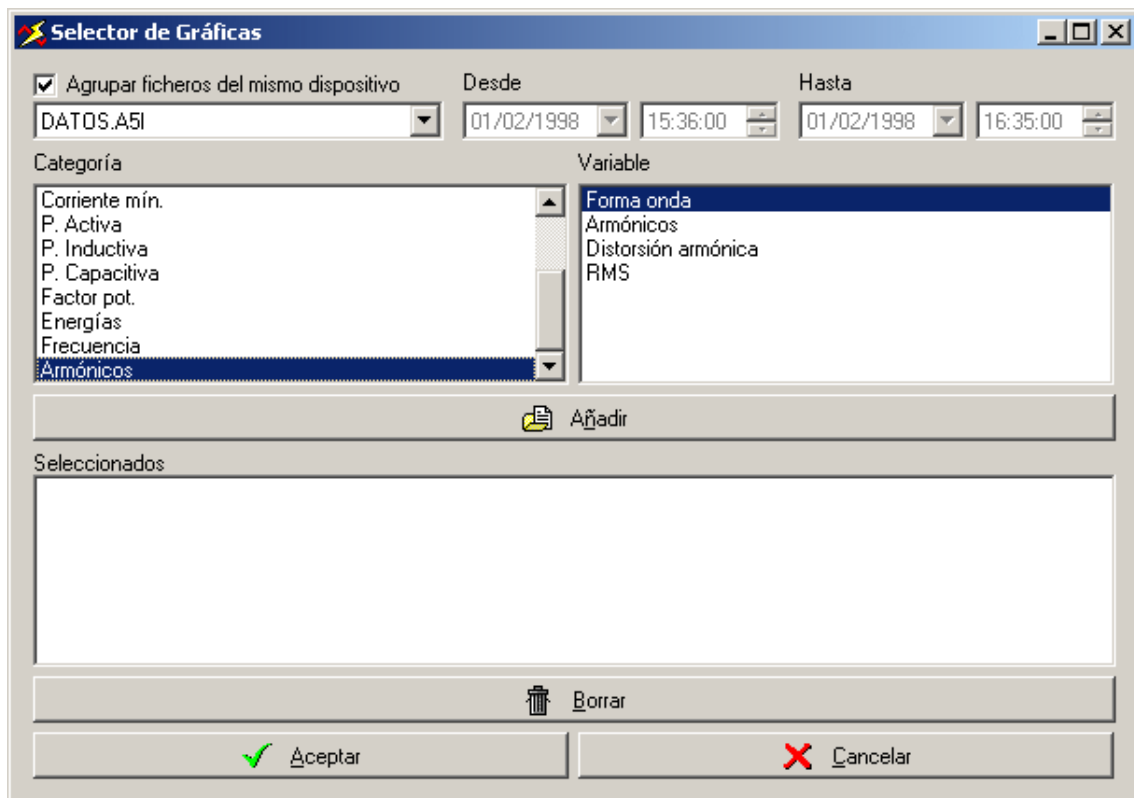 Selector de Gráficas
Agrupar ficheros del mismo dispositivo
Desde
Hasta
DATOS.A5I
01/02/1998
15:36:00
01/02/1998
16:35:00
Categoría
Variable
Corriente mín.
P. Activa
P. Inductiva
P. Capacitiva
Factor pot.
Energías
Frecuencia
Armónicos
Forma onda
Armónicos
Distorsión armónica
RMS
Añadir
Seleccionados
Borrar
Aceptar
Cancelar